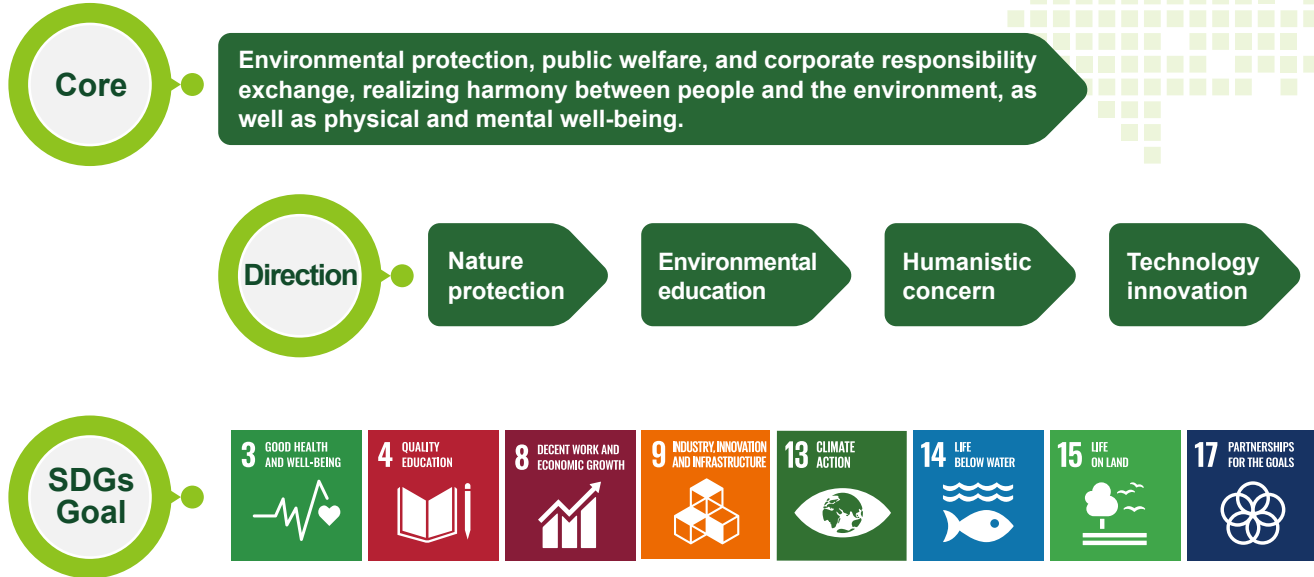 Core
Environmental protection, public welfare, and corporate responsibility
exchange, realizing harmony between people and the environment, as
well as physical and mental well-being.
Direction
Nature
protection
Environmental
education
Humanistic
concern
Technology
innovation
SDGs
Goal
3 GOOD HEALTH
AND WELL-BEING
4 QUALITY
EDUCATION
8 DECENT WORK AND
ECONOMIC GROWTH
9 INDUSTRY, INNOVATION
AND INFRASTRUCTURE
13 CLIMATE
ACTION
14 LIFE
BELOW WATER
15 LIFE
ON LAND
17 PARTNERSHIPS
FOR THE GOALS